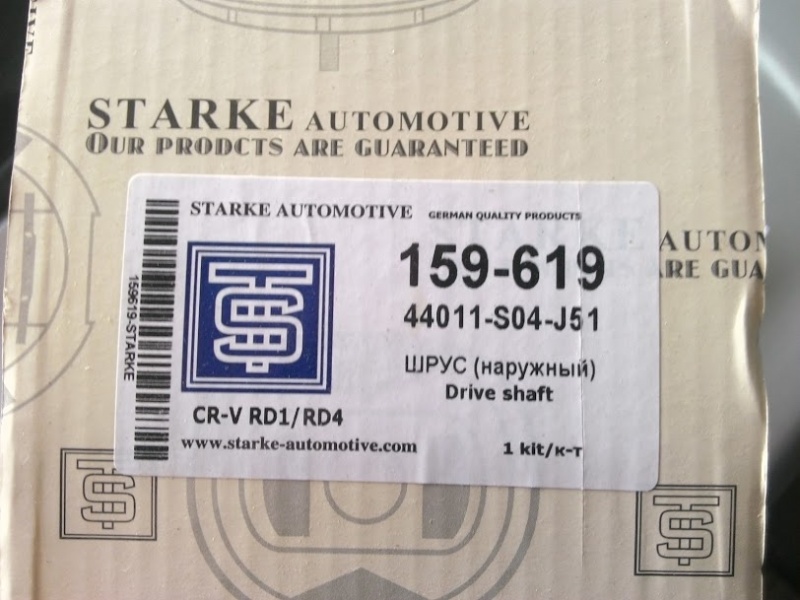 STARKE AUTOMOTIVE
OUR PRODCTS ARE GUARANTEED
STARKE AUTOMOTIVE GERMAN QUALITY PRODUCTS
159619-STARKE
TSS
159-619
44011-S04-J51
ШРУС (наружный)
Drive shaft
CR-V RD1/RD4
www.starke-automotive.com
1 kit/к-т
AUTOM
ARE GUA